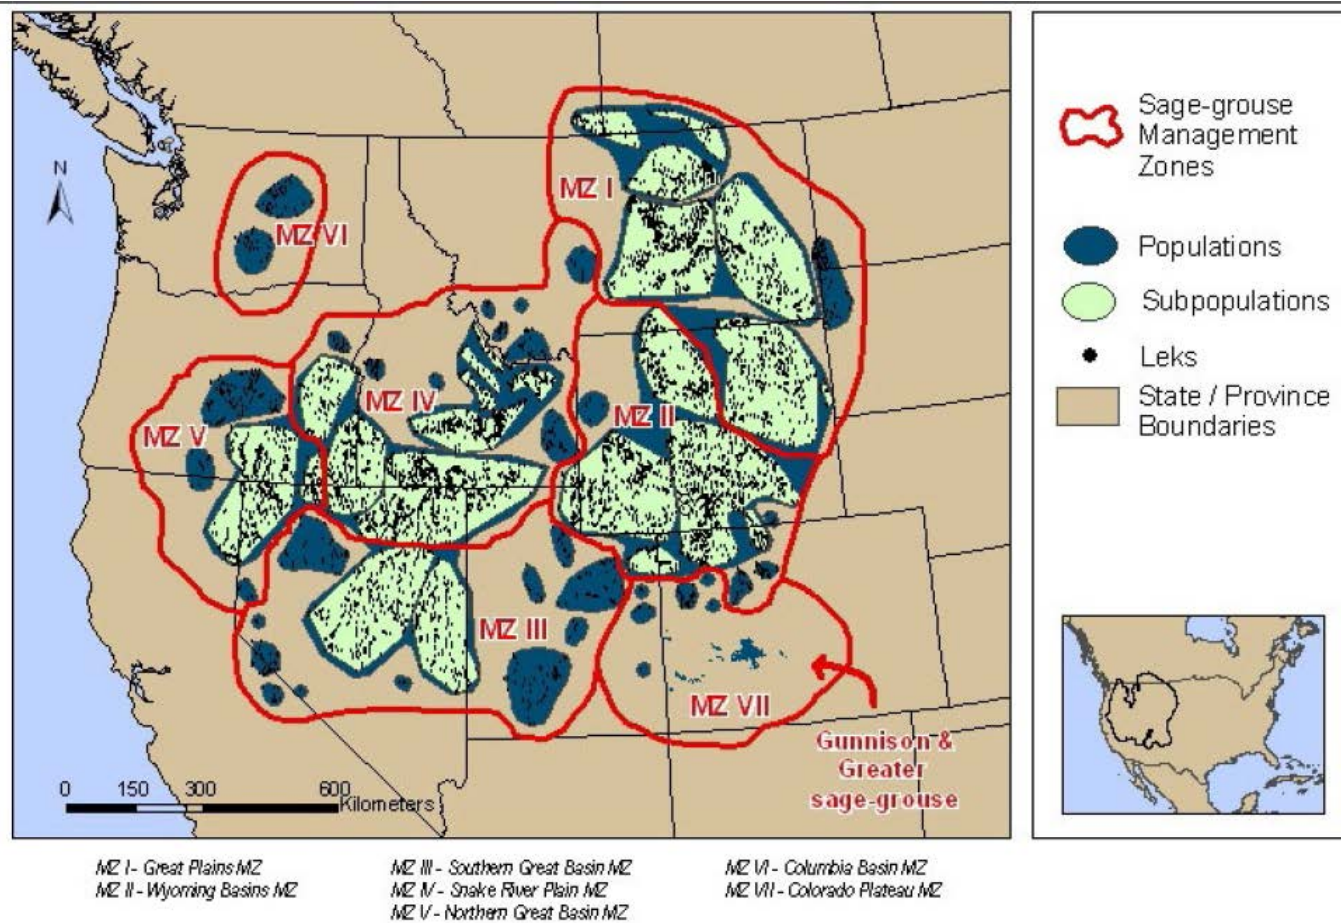 N
MZ I
MZ VI
MZ IV
MZ II
MZ V
MZ III
MZ VII
Gunnison &
Greater
sage-grouse
0 150 300 600
Kilometers
Sage-grouse
Management
Zones
Populations
Subpopulations
Leks
State / Province
Boundaries
MZ I - Great Plains MZ
MZ II - Wyoming Basins MZ
MZ III - Southern Great Basin MZ
MZ IV - Snake River Plain MZ
MZ V - Northern Great Basin MZ
MZ VI - Columbia Basin MZ
MZ VII - Colorado Plateau MZ